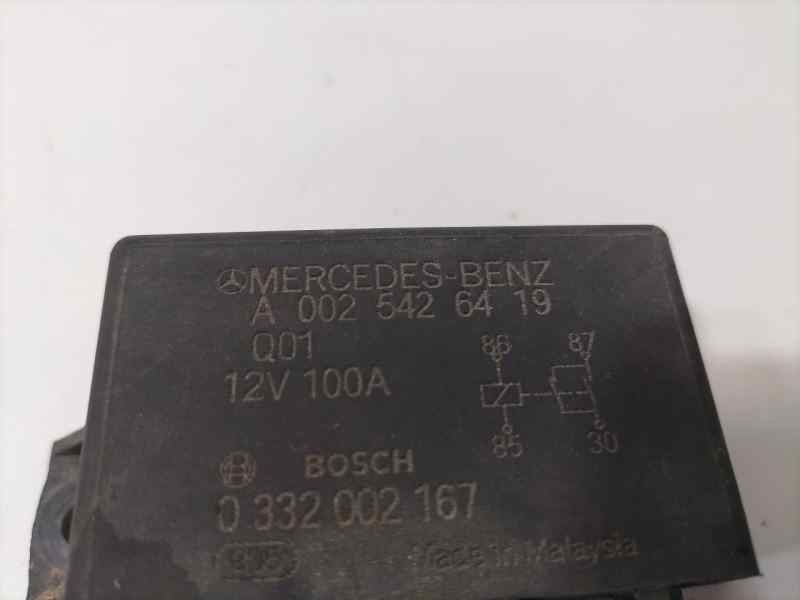 MERCEDES-BENZ
A 002 542 64 19
Q01
12V 100A
86 87
85 30
BOSCH
0 332 002 167
Made in Malaysia